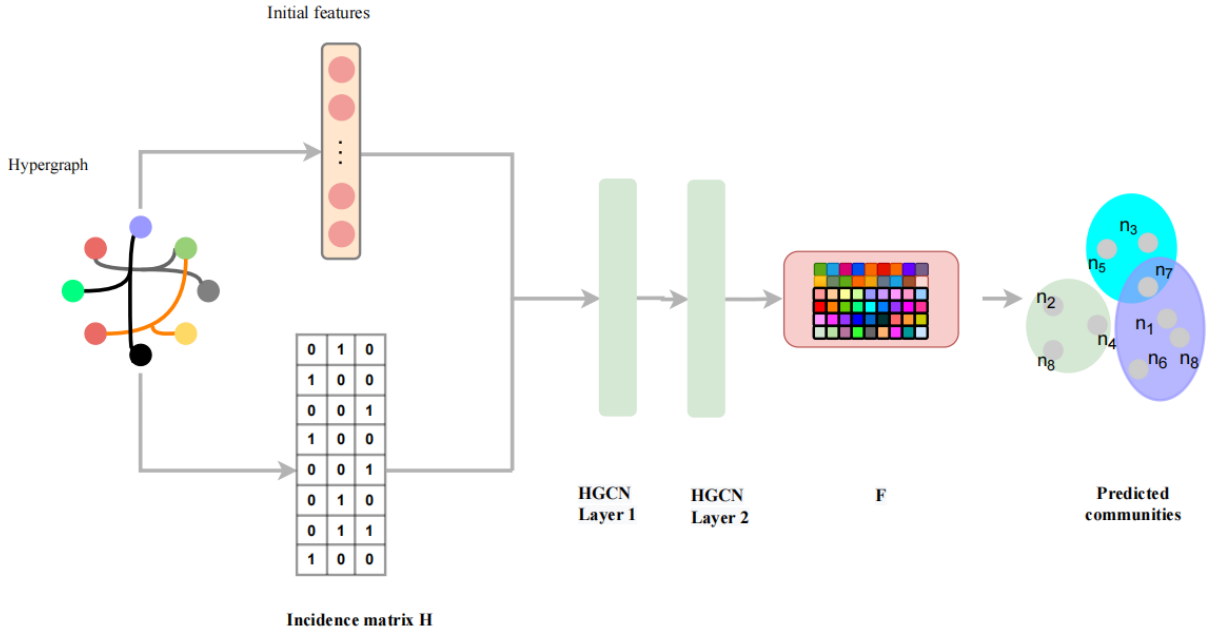 Initial features
Hypergraph
0 1 0
1 0 0
0 0 1
1 0 0
0 0 1
0 1 0
0 1 1
1 0 0
Incidence matrix H
HGCN
Layer 1
HGCN
Layer 2
F
n3
n5
n7
n2
n1
n4
n8
n6
n8
Predicted
communities